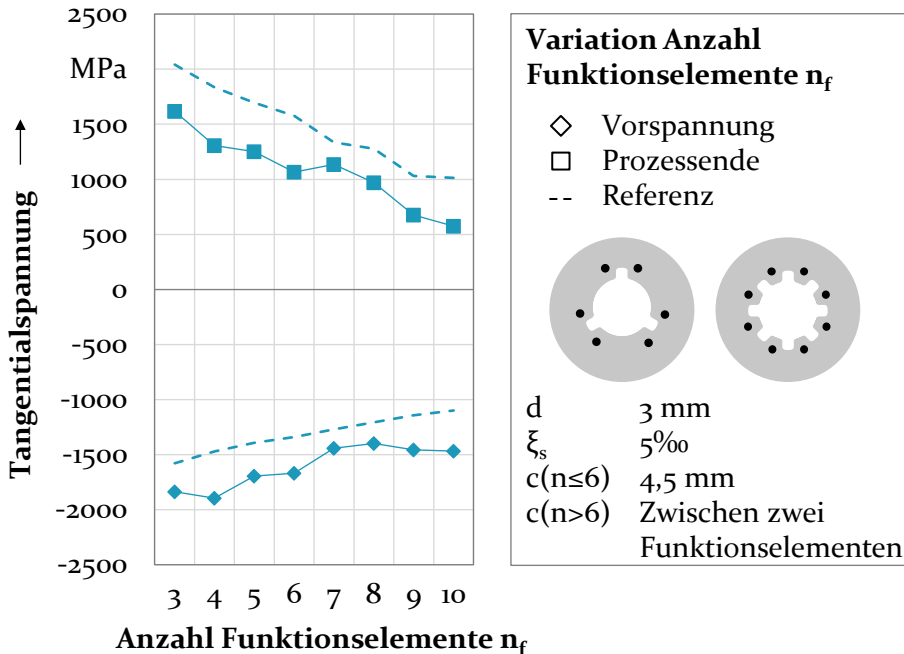 2500
MPa
1500
1000
500
0
-500
-1000
-1500
-2000
-2500
Tangentialspannung
3 4 5 6 7 8 9 10
Anzahl Funktionselemente nf
Variation Anzahl
Funktionselemente nf
Vorspannung
Prozessende
-- Referenz
d 3 mm
ξs 5‰
c(n≤6) 4,5 mm
c(n>6) Zwischen zwei
Funktionselementen